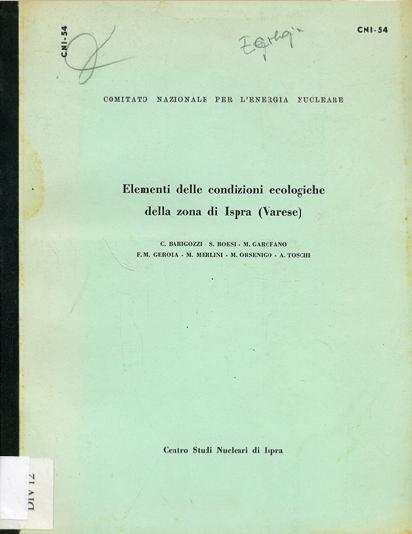 CNI-54
CNI-54
COMITATO NAZIONALE PER L'ENERGIA NUCLEARE
Elementi delle condizioni ecologiche
della zona di Ispra (Varese)
C. BARIGOZZI - S. BOESI - M. GAROFANO
F. M. GEROSA - M. MERLINI - M. ORSENIGO - A. TOSCHI
Centro Studi Nucleari di Ispra
DIV 12